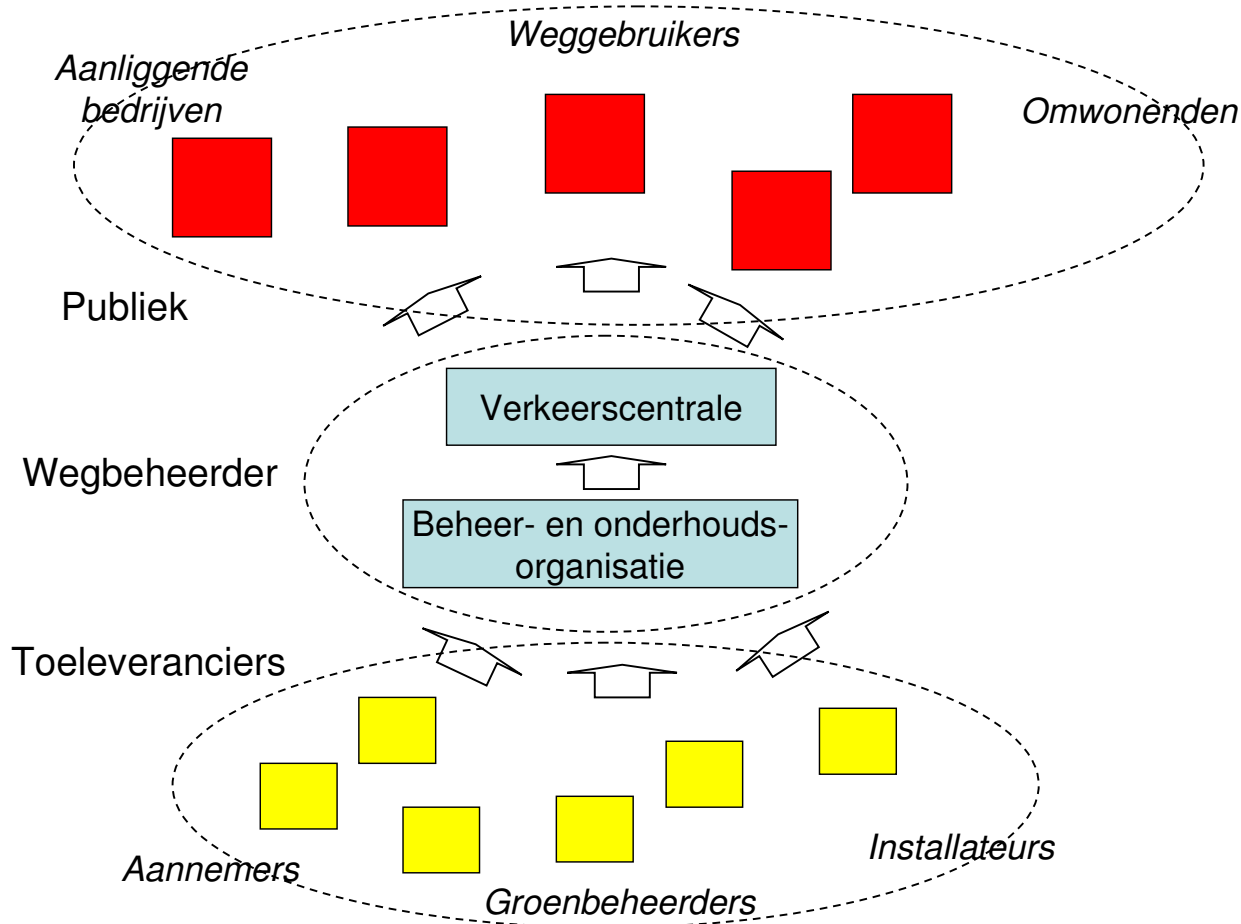 Weggebruikers
Aanliggende
bedrijven
Omwonenden
Publiek
Verkeerscentrale
Wegbeheerder
Beheer- en onderhouds-
organisatie
Toeleveranciers
Installateurs
Aannemers
Groenbeheerders